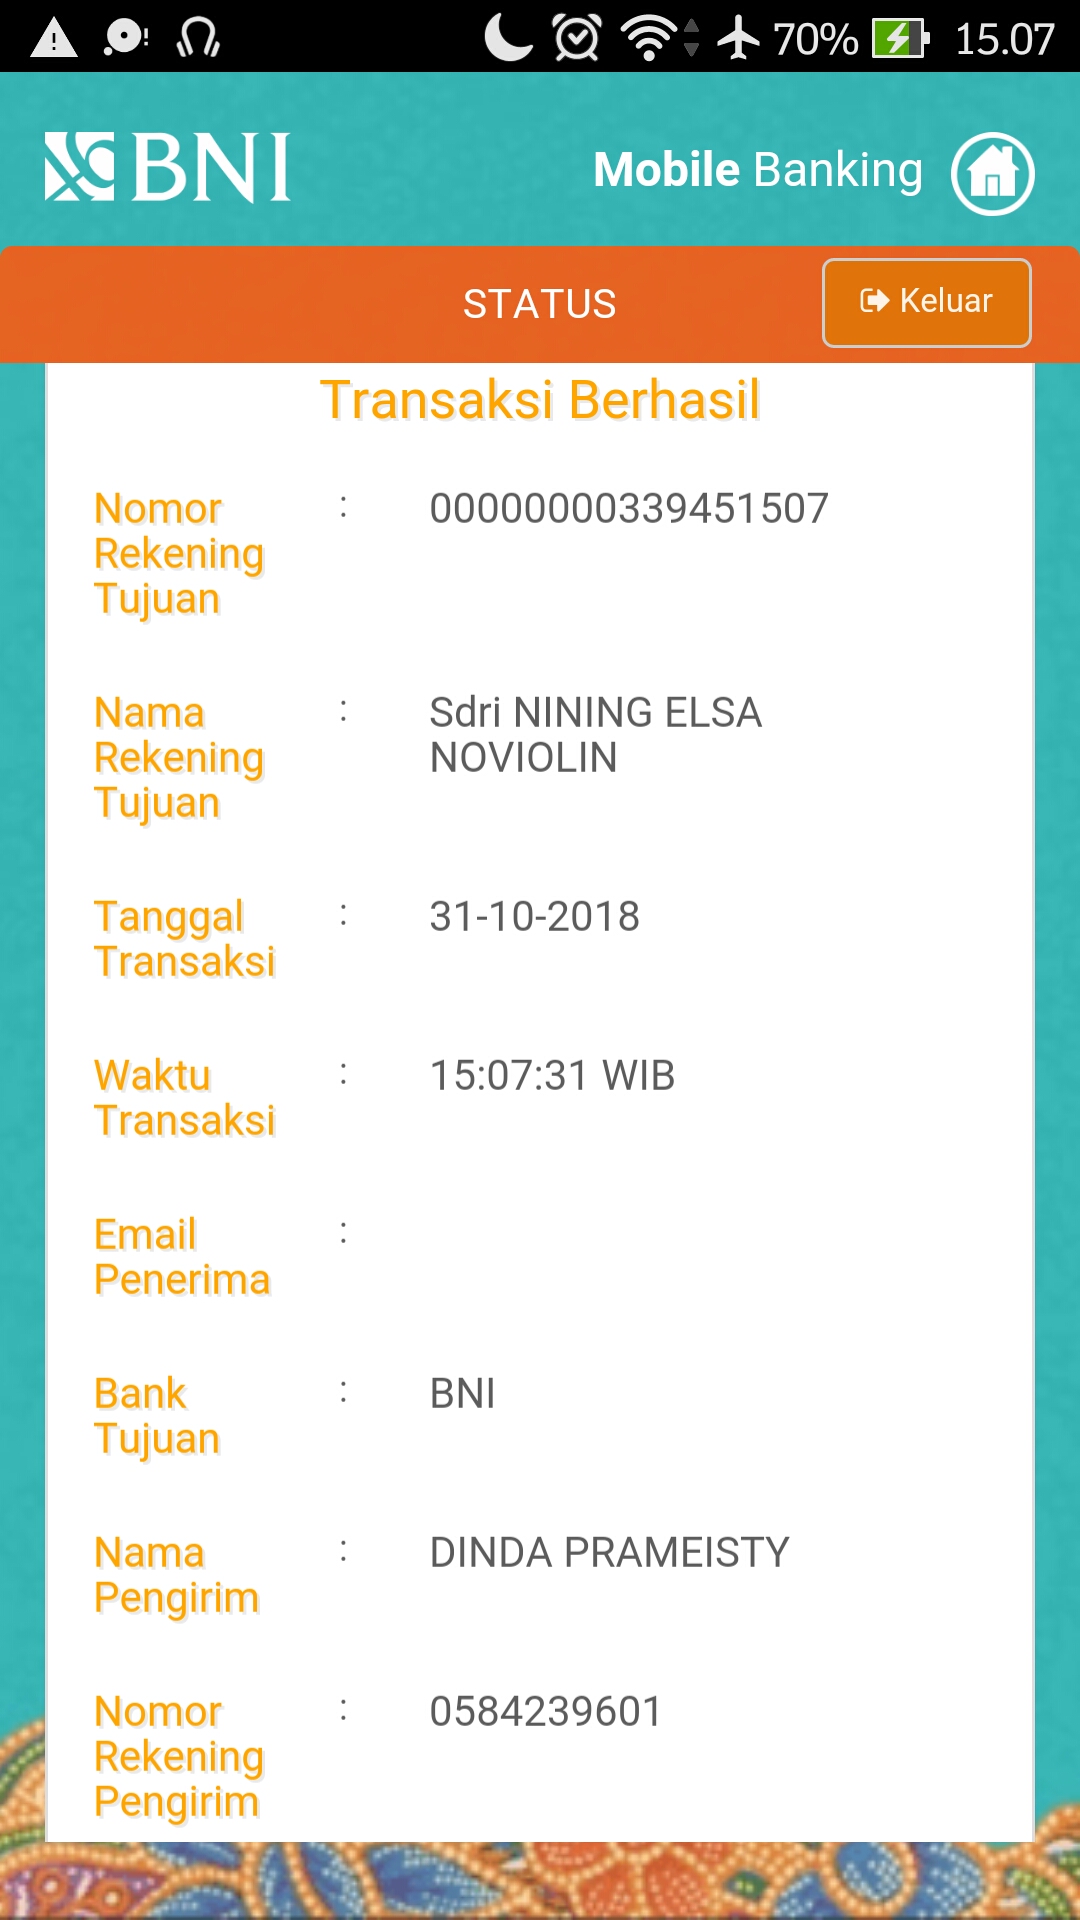 70% 15.07
BNI
Mobile Banking
STATUS
Keluar
Transaksi Berhasil
Nomor Rekening Tujuan : 00000000339451507
Nama Rekening Tujuan : Sdri NINING ELSA NOVIOLIN
Tanggal Transaksi : 31-10-2018
Waktu Transaksi : 15:07:31 WIB
Email Penerima :
Bank Tujuan : BNI
Nama Pengirim : DINDA PRAMEISTY
Nomor Rekening Pengirim : 0584239601